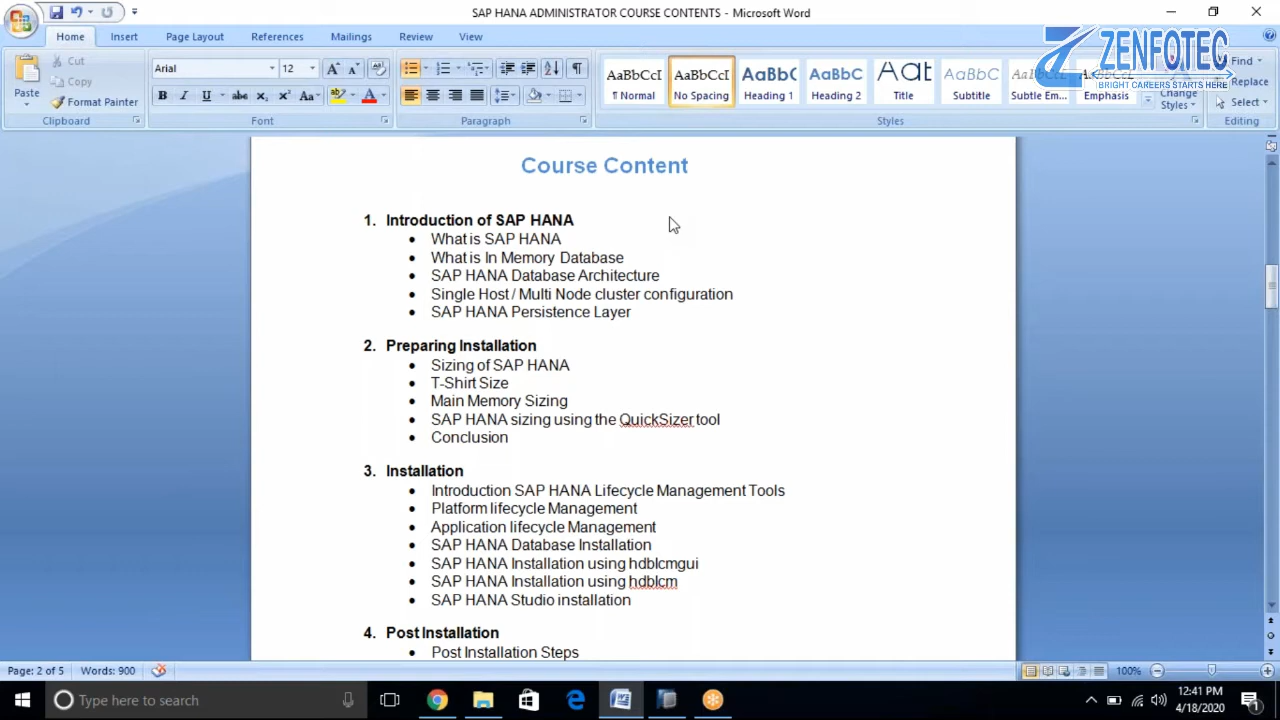 SAP HANA ADMINISTRATOR COURSE CONTENTS - Microsoft Word
Home Insert Page Layout References Mailings Review View
ZENFOTEC
BRIGHT CAREERS STARTS HERE
Paste
Cut
Copy
Format Painter
Clipboard
Arial 12
Font
Paragraph
AaBbCcI AaBbCcI AaBbC AaBbC Aat AaBbC AaBbC AaBbCcL
¶ Normal No Spacing Heading 1 Heading 2 Title Subtitle Subtle Em... Emphasis
Change
Styles
Styles
Find
Replace
Select
Editing
Course Content
1. Introduction of SAP HANA
• What is SAP HANA
• What is In Memory Database
• SAP HANA Database Architecture
• Single Host / Multi Node cluster configuration
• SAP HANA Persistence Layer
2. Preparing Installation
• Sizing of SAP HANA
• T-Shirt Size
• Main Memory Sizing
• SAP HANA sizing using the QuickSizer tool
• Conclusion
3. Installation
• Introduction SAP HANA Lifecycle Management Tools
• Platform lifecycle Management
• Application lifecycle Management
• SAP HANA Database Installation
• SAP HANA Installation using hdblcmgui
• SAP HANA Installation using hdblcm
• SAP HANA Studio installation
4. Post Installation
• Post Installation Steps
Page: 2 of 5 Words: 900 100%
Type here to search
12:41 PM
4/18/2020